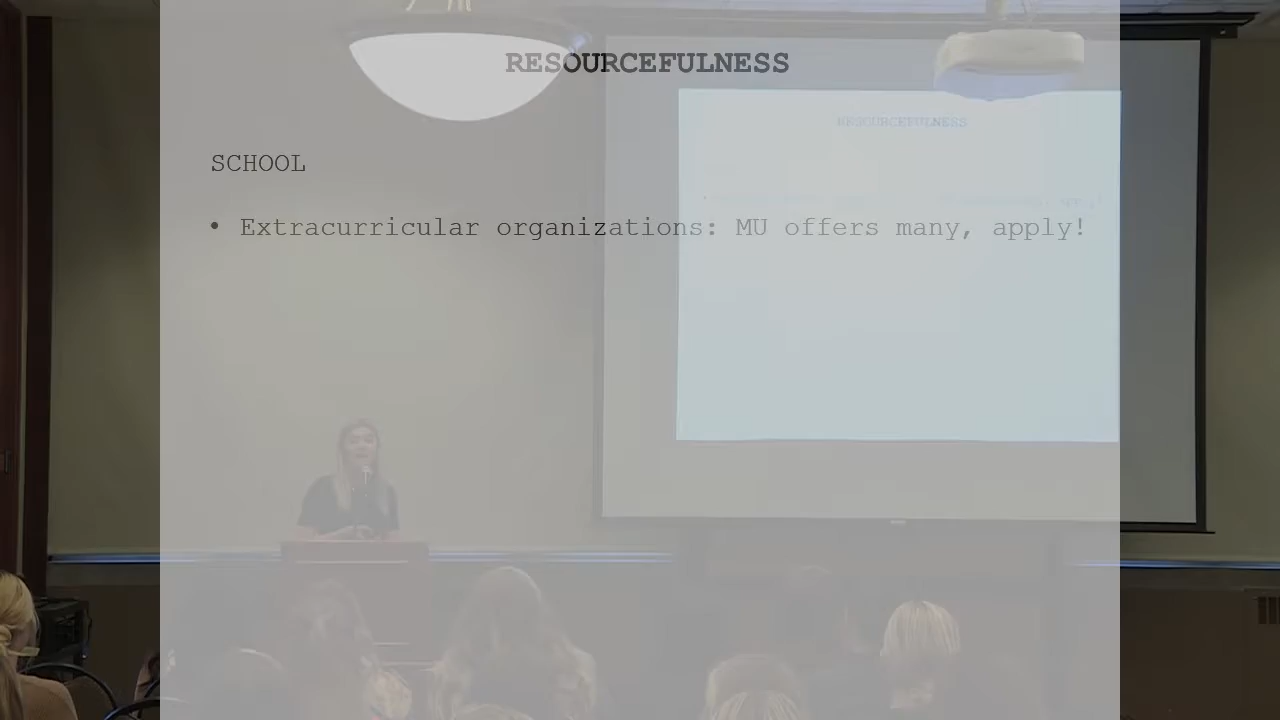 RESOURCEFULNESS
RESOURCEFULNESS
SCHOOL
• Extracurricular organizations: MU offers many, apply!